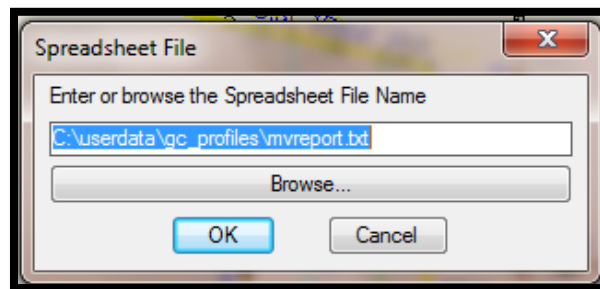 Spreadsheet File
Enter or browse the Spreadsheet File Name
C:\userdata\gc_profiles\mvreport.txt
Browse...
OK
Cancel